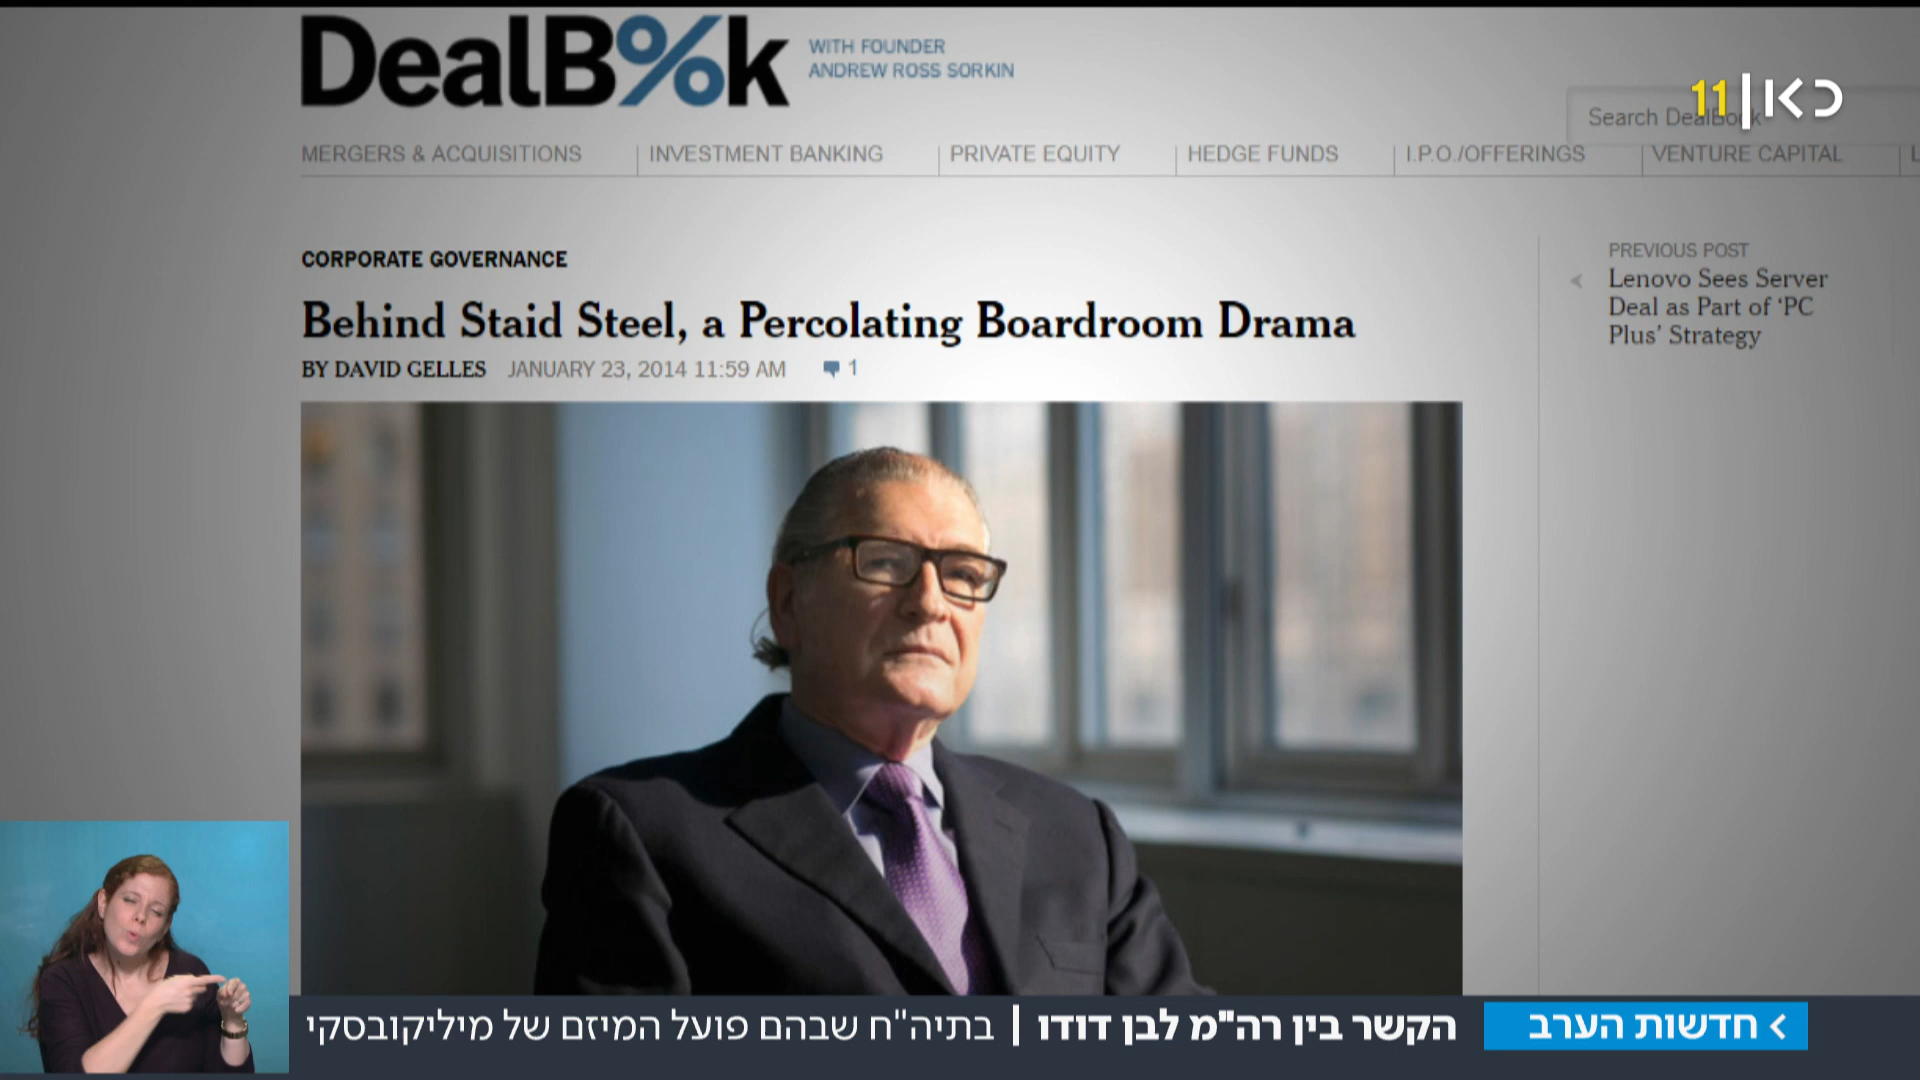 DealB%k
WITH FOUNDER
ANDREW ROSS SORKIN
כאן|11
Search DealBook
MERGERS & ACQUISITIONS
INVESTMENT BANKING
PRIVATE EQUITY
HEDGE FUNDS
I.P.O./OFFERINGS
VENTURE CAPITAL
L
CORPORATE GOVERNANCE
Behind Staid Steel, a Percolating Boardroom Drama
BY DAVID GELLES JANUARY 23, 2014 11:59 AM 1
PREVIOUS POST
Lenovo Sees Server
Deal as Part of ‘PC
Plus’ Strategy
חדשות הערב
הקשר בין רה"מ לבן דודו | בתיה"ח שבהם פועל המיזם של מיליקובסקי